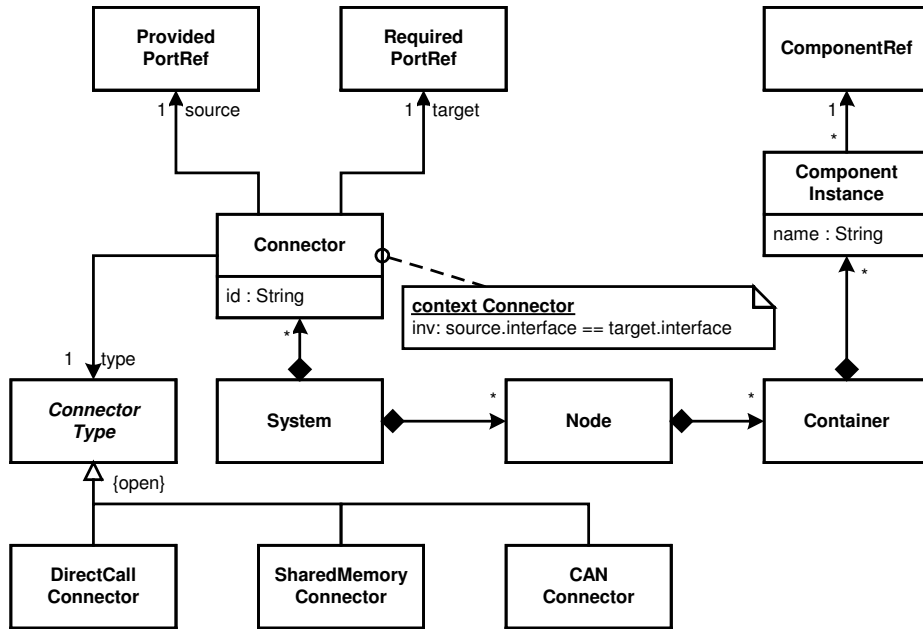 Provided
PortRef
Required
PortRef
ComponentRef
1
source
1
target
1
*
Component
Instance
name : String
Connector
id : String
*
context Connector
inv: source.interface == target.interface
*
1
type
Connector
Type
System
*
Node
*
Container
{open}
DirectCall
Connector
SharedMemory
Connector
CAN
Connector